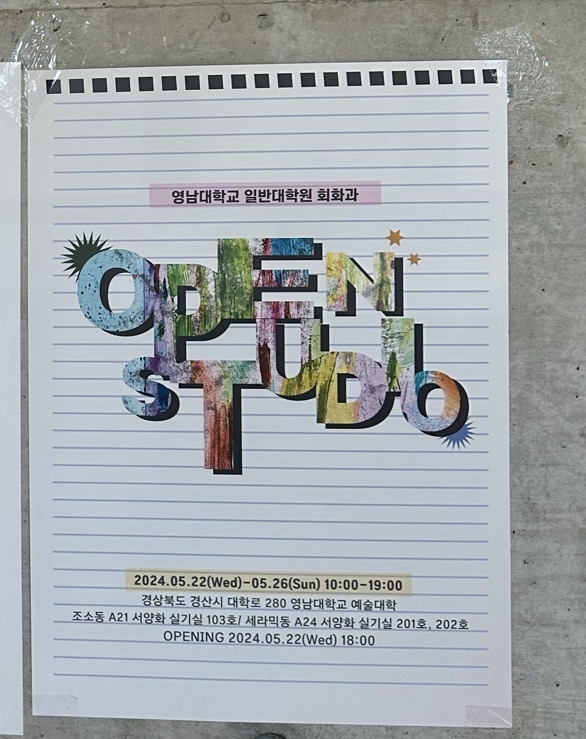 영남대학교 일반대학원 회화과
OPEN
STUDIO
2024.05.22(Wed)-05.26(Sun) 10:00-19:00
경상북도 경산시 대학로 280 영남대학교 예술대학
조소동 A21 서양화 실기실 103호/ 세라믹동 A24 서양화 실기실 201호, 202호
OPENING 2024.05.22(Wed) 18:00